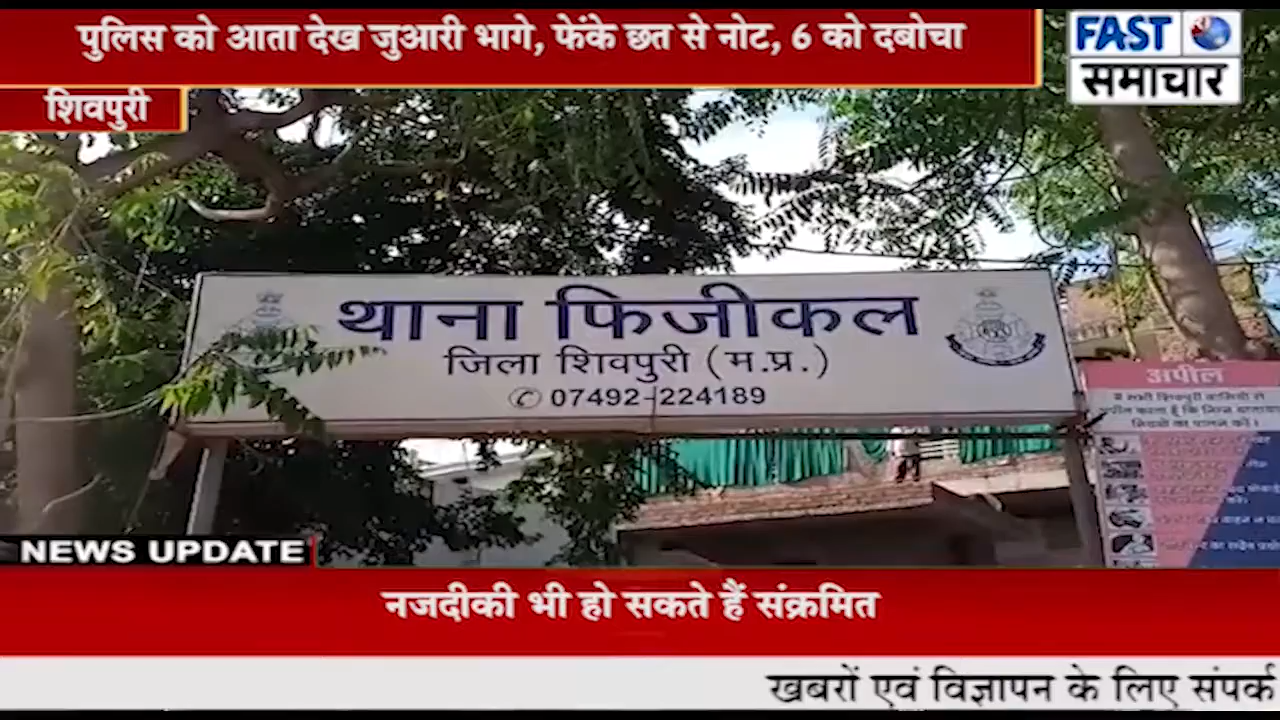 पुलिस को आता देख जुआरी भागे, फेंके छत से नोट, 6 को दबोचा
FAST
समाचार
शिवपुरी
थाना फिजीकल
जिला शिवपुरी (म.प्र.)
07492-224189
अपील
NEWS UPDATE
नजदीकी भी हो सकते हैं संक्रमित
खबरों एवं विज्ञापन के लिए संपर्क